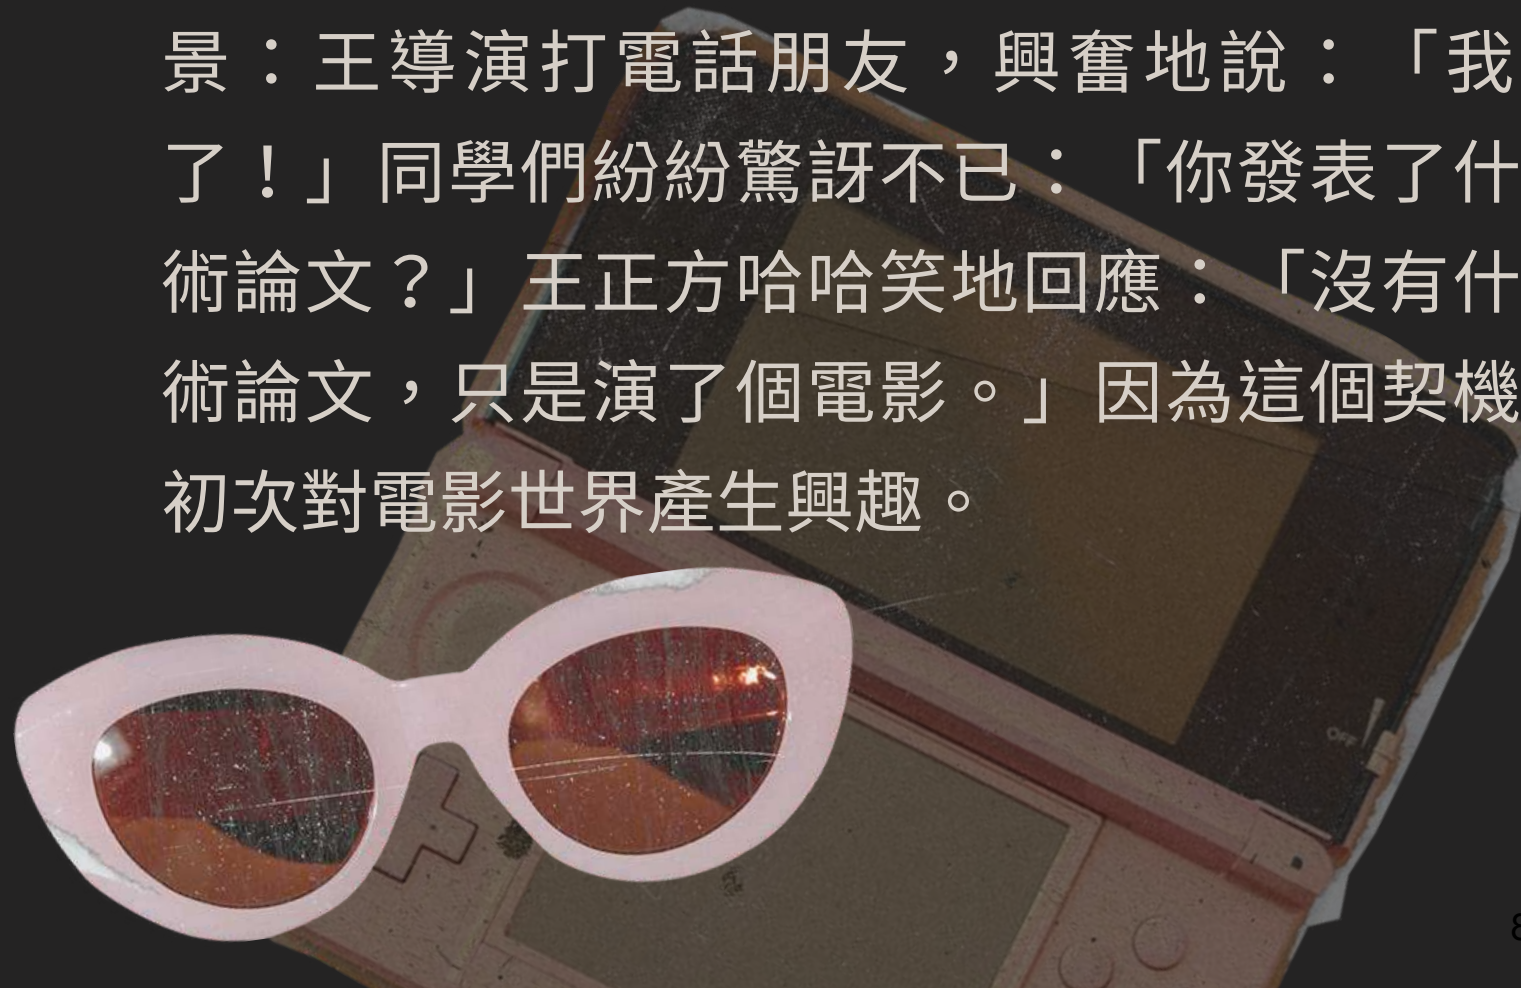 景：王導演打電話朋友，興奮地說：「我
了！」同學們紛紛驚訝不已：「你發表了什
術論文？」王正方哈哈笑地回應：「沒有什
術論文，只是演了個電影。」因為這個契機
初次對電影世界產生興趣。
OFF